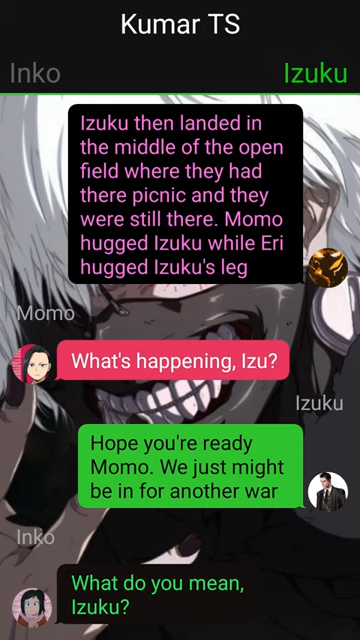 Kumar TS
Inko Izuku
Izuku then landed in
the middle of the open
field where they had
there picnic and they
were still there. Momo
hugged Izuku while Eri
hugged Izuku's leg
Momo
What's happening, Izu?
Izuku
Hope you're ready
Momo. We just might
be in for another war
Inko
What do you mean,
Izuku?